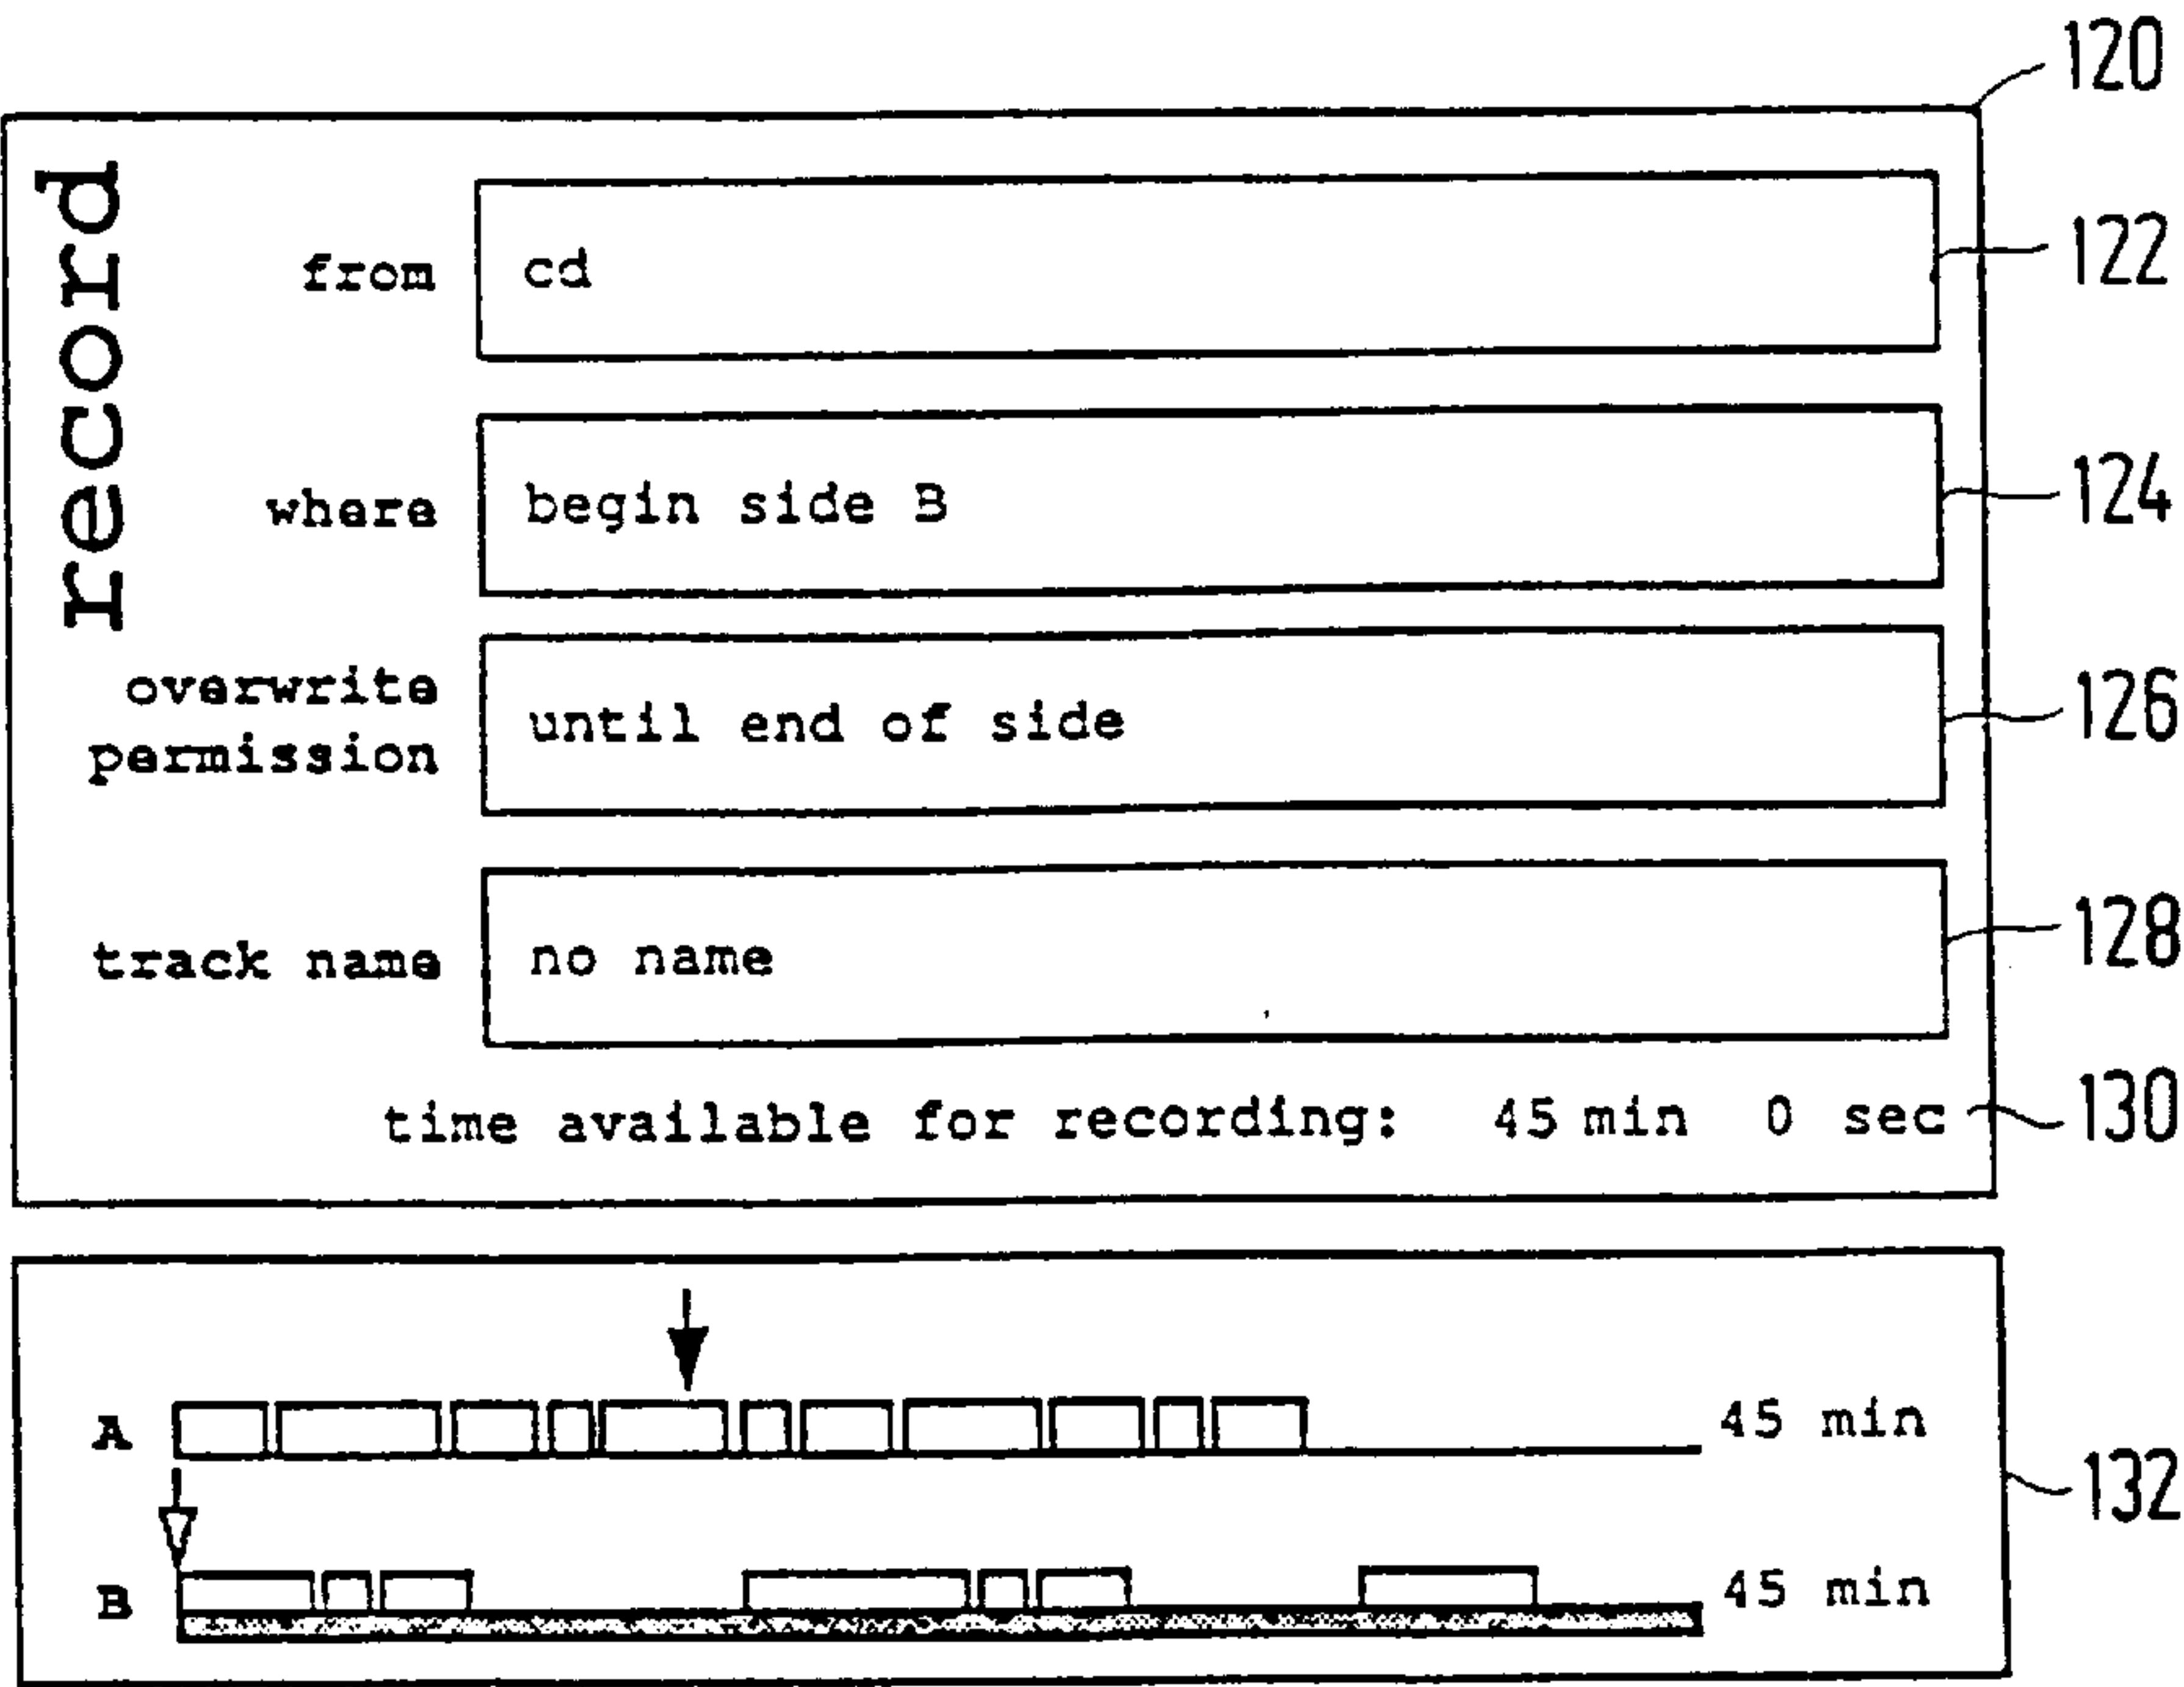 120
record
from cd 122
where begin side B 124
overwrite
permission until end of side 126
track name no name 128
time available for recording: 45 min 0 sec 130
A 45 min
132
B 45 min